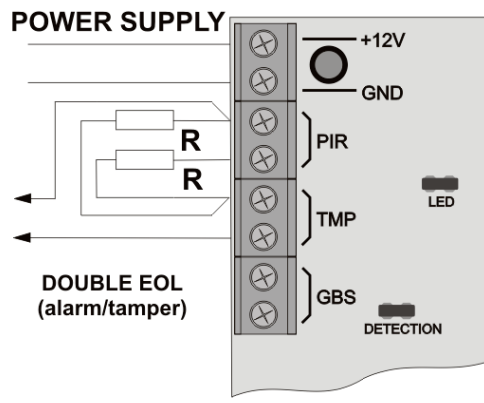 POWER SUPPLY
+12V
GND
R
PIR
R
LED
TMP
DOUBLE EOL
(alarm/tamper)
GBS
DETECTION